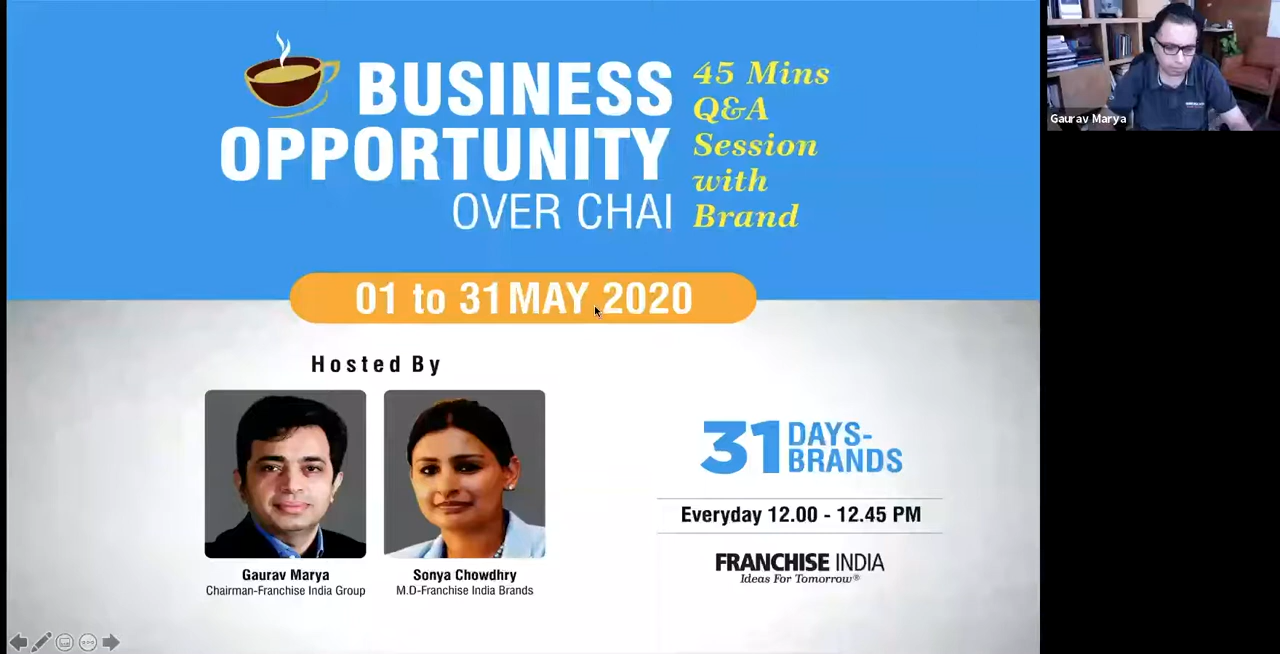 BUSINESS
OPPORTUNITY
OVER CHAI
45 Mins
Q&A
Session
with
Brand
01 to 31 MAY 2020
Hosted By
Gaurav Marya
Chairman-Franchise India Group
Sonya Chowdhry
M.D-Franchise India Brands
31 DAYS-
BRANDS
Everyday 12.00 - 12.45 PM
FRANCHISE INDIA
Ideas For Tomorrow®
Gaurav Marya